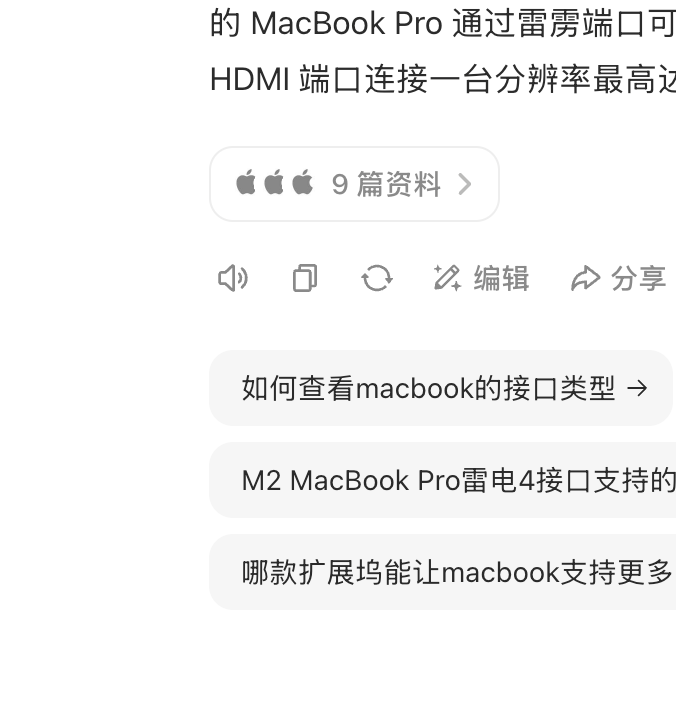 的 MacBook Pro 通过雷雳端口可
HDMI 端口连接一台分辨率最高达
9 篇资料
编辑 分享
如何查看macbook的接口类型 →
M2 MacBook Pro雷电4接口支持的
哪款扩展坞能让macbook支持更多